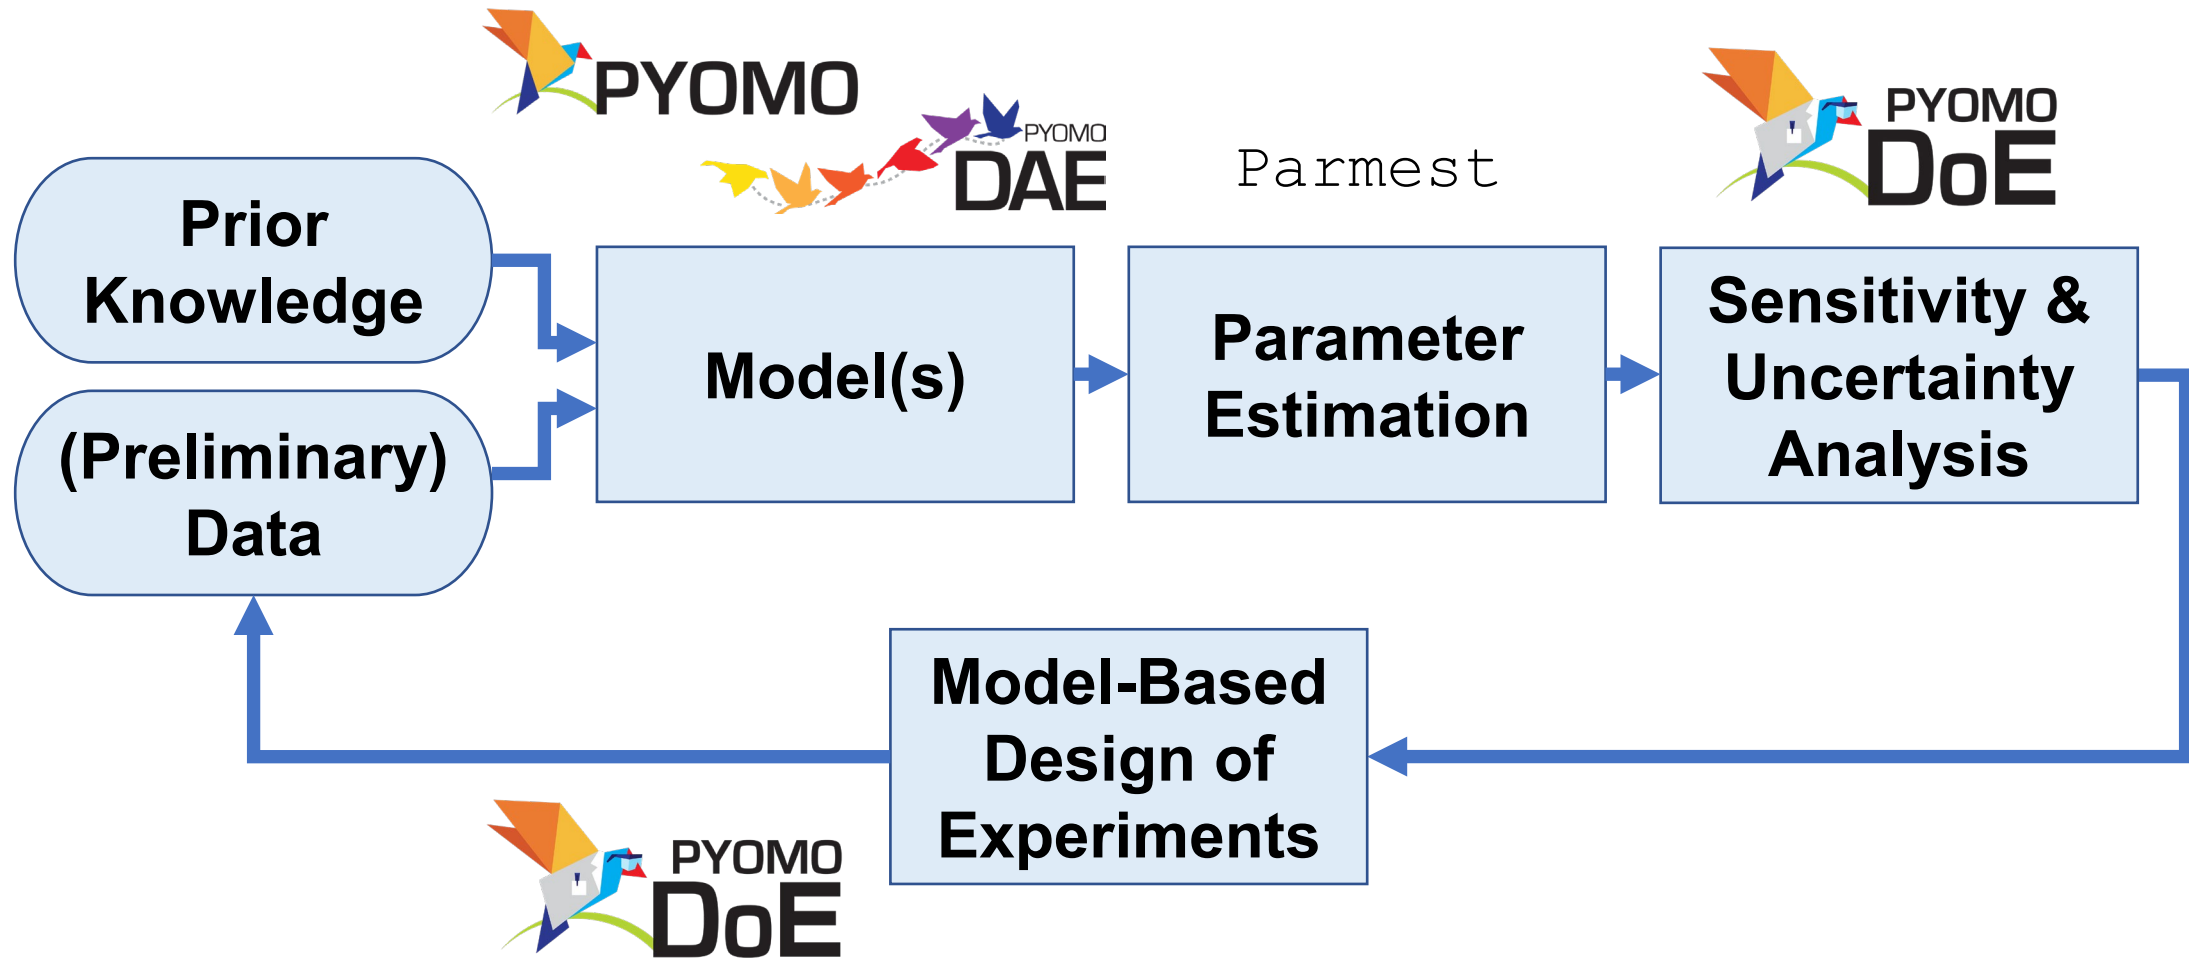 PYOMO
PYOMO
DAE
Parmest
PYOMO
DoE
Prior
Knowledge
(Preliminary)
Data
Model(s)
Parameter
Estimation
Sensitivity &
Uncertainty
Analysis
Model-Based
Design of
Experiments
PYOMO
DoE